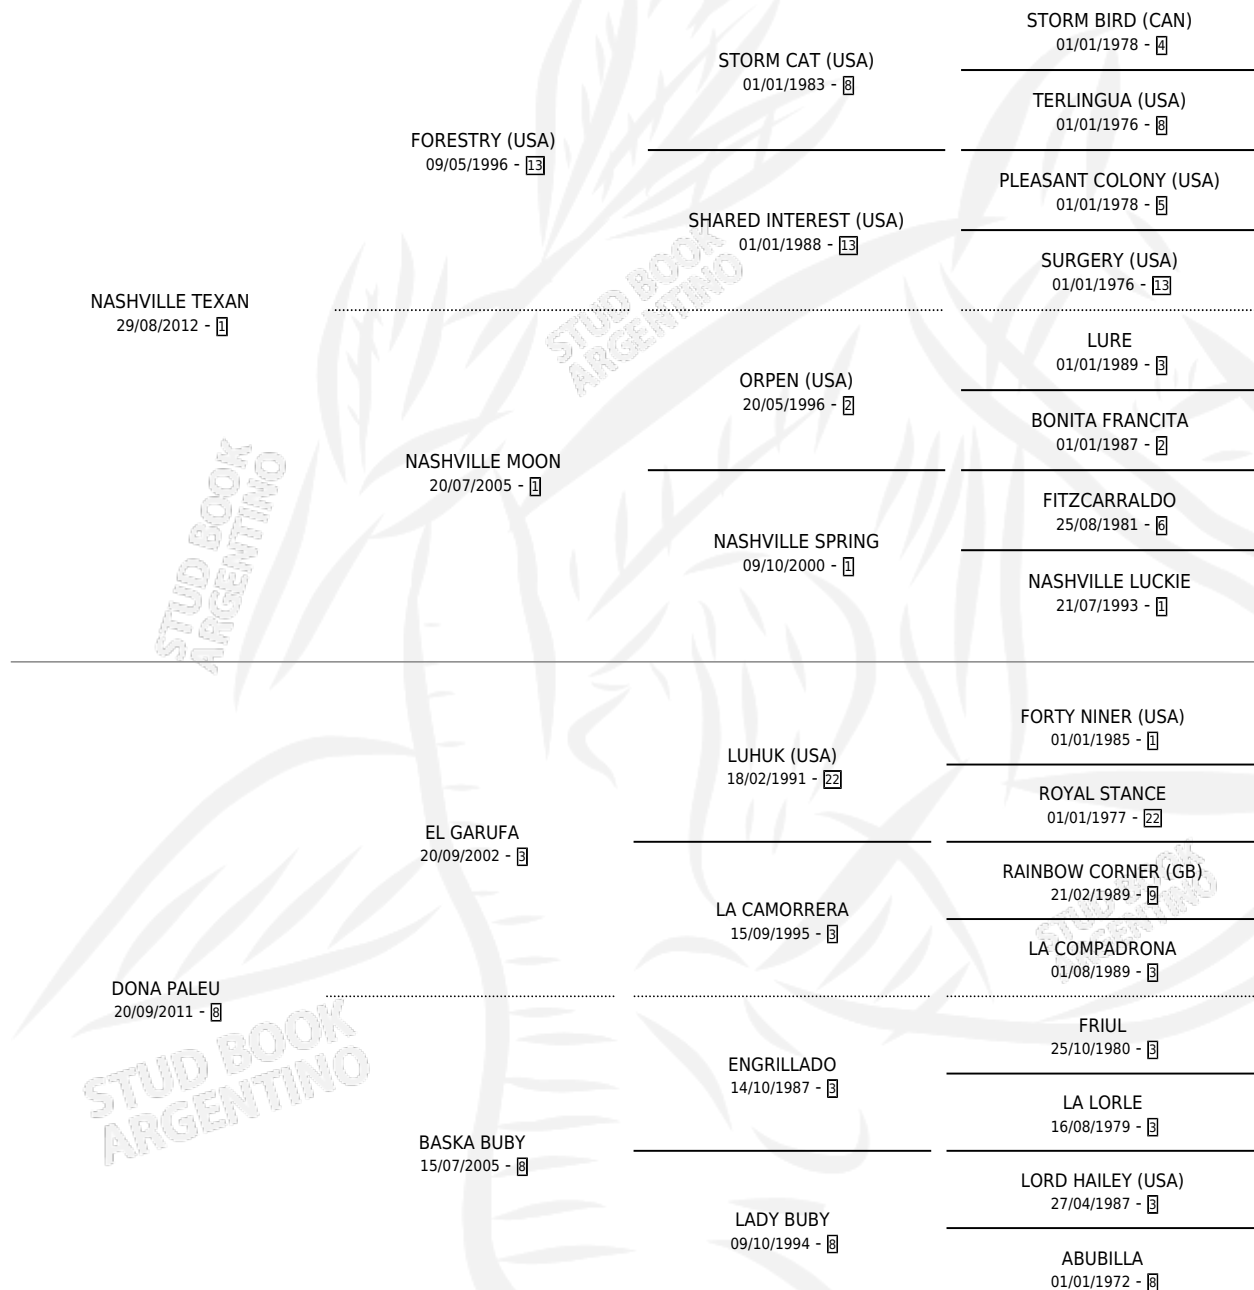 STORM BIRD (CAN)
01/01/1978 - 4
STORM CAT (USA)
01/01/1983 - 8
TERLINGUA (USA)
01/01/1976 - 8
FORESTRY (USA)
09/05/1996 - 13
PLEASANT COLONY (USA)
01/01/1978 - 5
SHARED INTEREST (USA)
01/01/1988 - 13
SURGERY (USA)
01/01/1976 - 13
NASHVILLE TEXAN
29/08/2012 - 1
LURE
01/01/1989 - 3
ORPEN (USA)
20/05/1996 - 2
BONITA FRANCITA
01/01/1987 - 2
NASHVILLE MOON
20/07/2005 - 1
FITZCARRALDO
25/08/1981 - 6
NASHVILLE SPRING
09/10/2000 - 1
NASHVILLE LUCKIE
21/07/1993 - 1
FORTY NINER (USA)
01/01/1985 - 1
LUHUK (USA)
18/02/1991 - 22
ROYAL STANCE
01/01/1977 - 22
EL GARUFA
20/09/2002 - 3
RAINBOW CORNER (GB)
21/02/1989 - 9
LA CAMORRERA
15/09/1995 - 3
LA COMPADRONA
01/08/1989 - 3
DONA PALEU
20/09/2011 - 8
FRIUL
25/10/1980 - 3
ENGRILLADO
14/10/1987 - 3
LA LORLE
16/08/1979 - 3
BASKA BUBY
15/07/2005 - 8
LORD HAILEY (USA)
27/04/1987 - 3
LADY BUBY
09/10/1994 - 8
ABUBILLA
01/01/1972 - 8
STUD BOOK
ARGENTINO
STUD BOOK
ARGENTINO
STUD BOOK
ARGENTINO
STUD BOOK
ARGENTINO